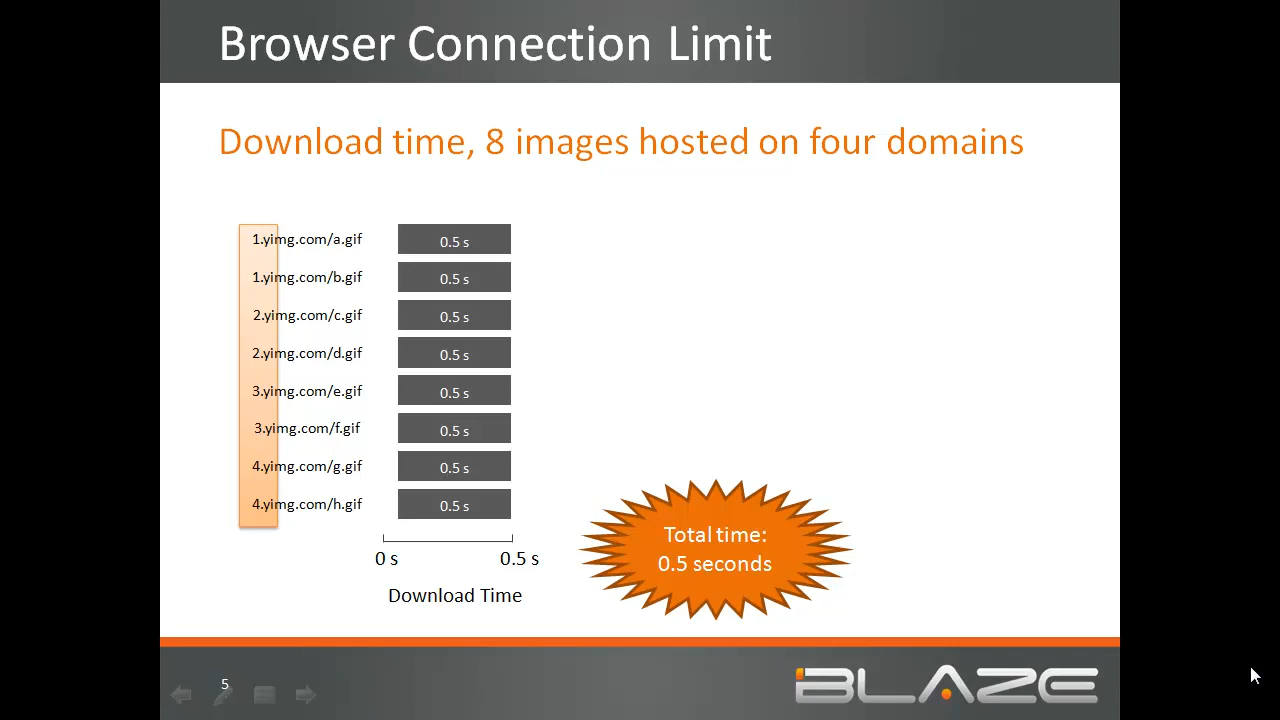 Browser Connection Limit
Download time, 8 images hosted on four domains
1.yimg.com/a.gif 0.5 s
1.yimg.com/b.gif 0.5 s
2.yimg.com/c.gif 0.5 s
2.yimg.com/d.gif 0.5 s
3.yimg.com/e.gif 0.5 s
3.yimg.com/f.gif 0.5 s
4.yimg.com/g.gif 0.5 s
4.yimg.com/h.gif 0.5 s
0 s 0.5 s
Download Time
Total time:
0.5 seconds
5
BLAZE